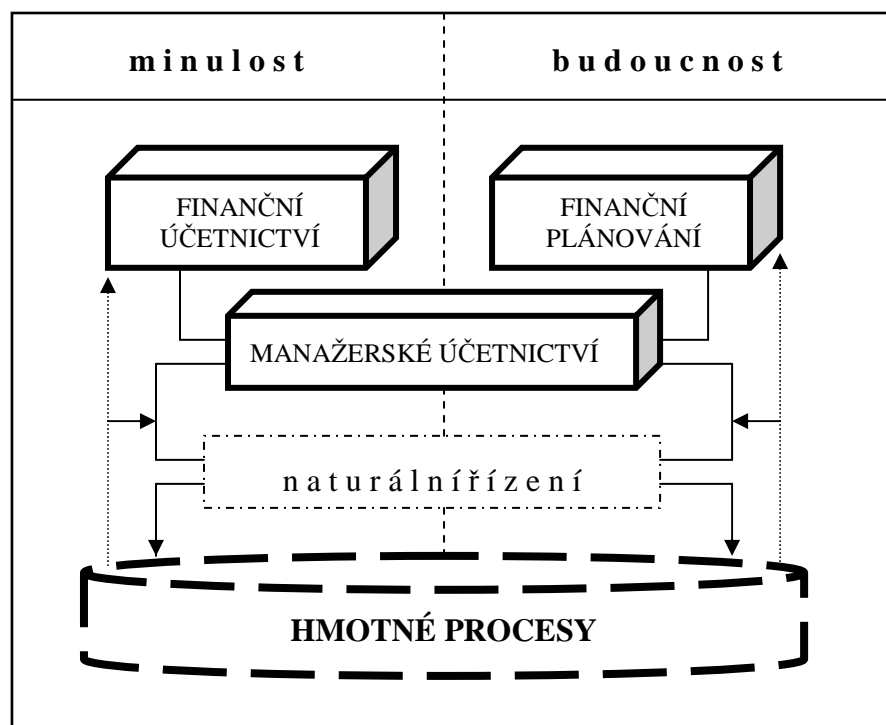 minulost
budoucnost
FINANČNÍ
ÚČETNICTVÍ
FINANČNÍ
PLÁNOVÁNÍ
MANAŽERSKÉ ÚČETNICTVÍ
naturálnířízení
HMOTNÉ PROCESY